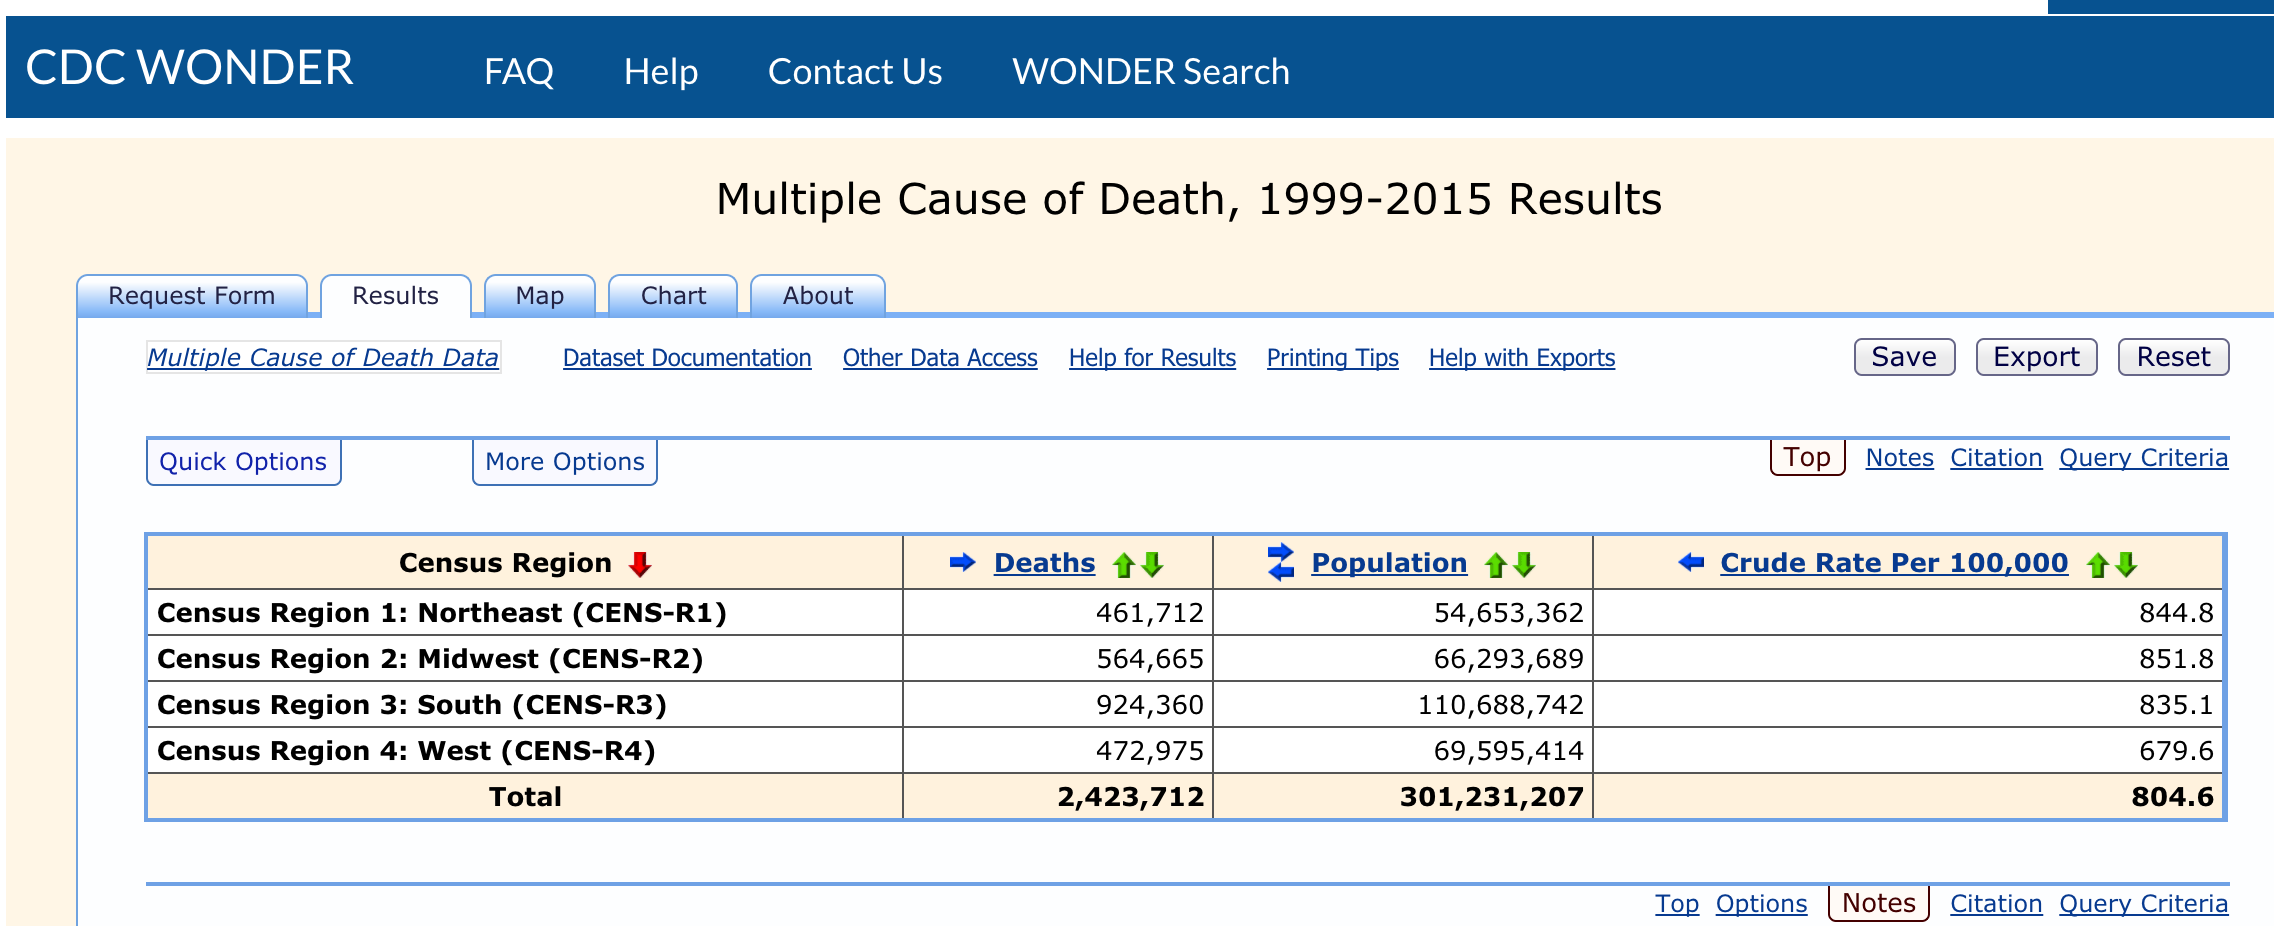 CDC WONDER FAQ Help Contact Us WONDER Search
Multiple Cause of Death, 1999-2015 Results
Request Form Results Map Chart About
Multiple Cause of Death Data Dataset Documentation Other Data Access Help for Results Printing Tips Help with Exports Save Export Reset
Quick Options More Options Top Notes Citation Query Criteria
Census Region Deaths Population Crude Rate Per 100,000
Census Region 1: Northeast (CENS-R1) 461,712 54,653,362 844.8
Census Region 2: Midwest (CENS-R2) 564,665 66,293,689 851.8
Census Region 3: South (CENS-R3) 924,360 110,688,742 835.1
Census Region 4: West (CENS-R4) 472,975 69,595,414 679.6
Total 2,423,712 301,231,207 804.6
Top Options Notes Citation Query Criteria